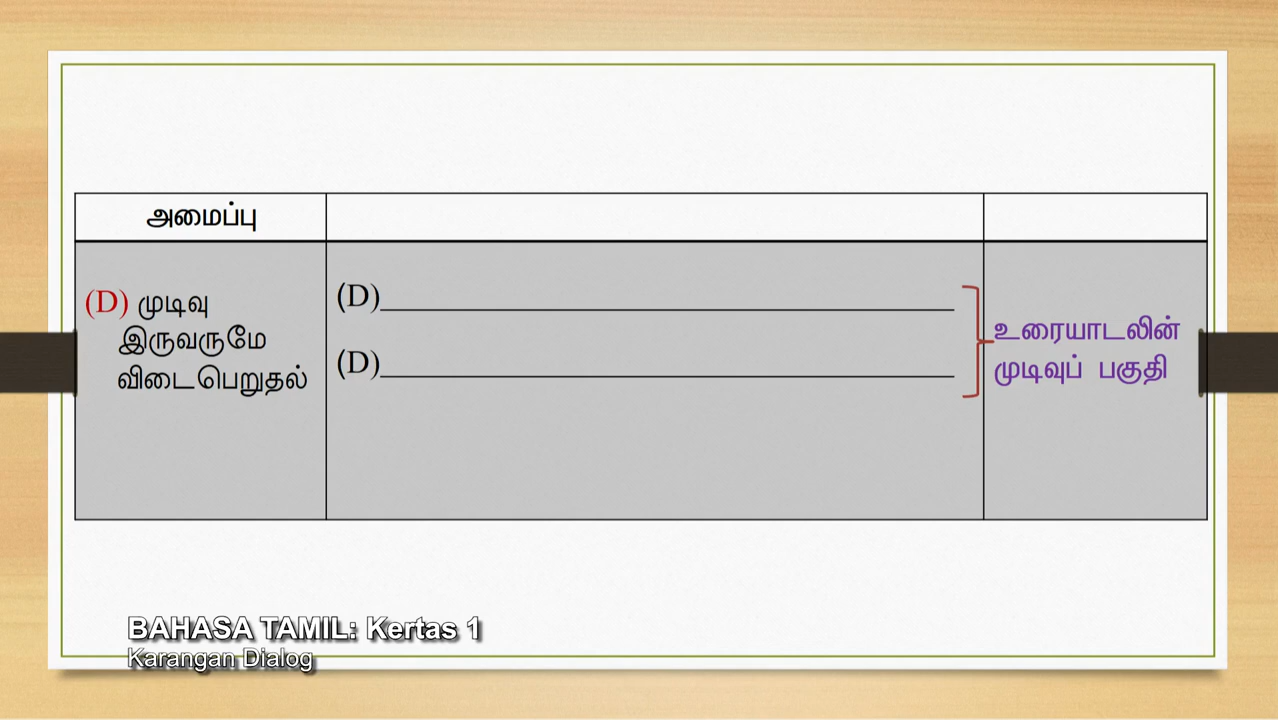 அமைப்பு
(D) முடிவு
இருவருமே
விடைபெறுதல்
(D)
(D)
உரையாடலின்
முடிவுப் பகுதி
BAHASA TAMIL: Kertas 1
Karangan Dialog